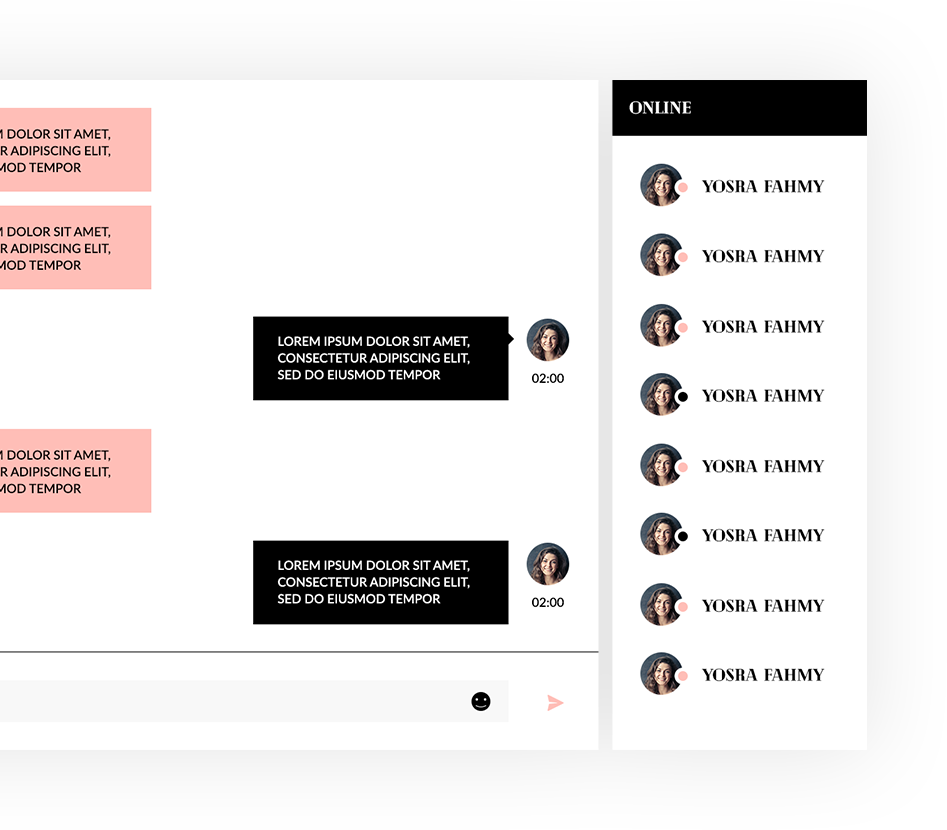 DOLOR SIT AMET,
R ADIPISCING ELIT,
MOD TEMPOR
DOLOR SIT AMET,
R ADIPISCING ELIT,
MOD TEMPOR
LOREM IPSUM DOLOR SIT AMET,
CONSECTETUR ADIPISCING ELIT,
SED DO EIUSMOD TEMPOR
02:00
DOLOR SIT AMET,
R ADIPISCING ELIT,
MOD TEMPOR
LOREM IPSUM DOLOR SIT AMET,
CONSECTETUR ADIPISCING ELIT,
SED DO EIUSMOD TEMPOR
02:00
ONLINE
YOSRA FAHMY
YOSRA FAHMY
YOSRA FAHMY
YOSRA FAHMY
YOSRA FAHMY
YOSRA FAHMY
YOSRA FAHMY
YOSRA FAHMY